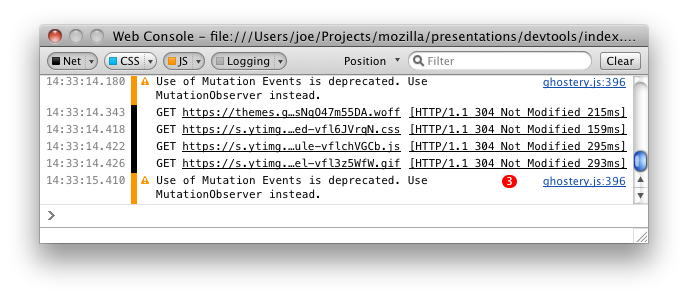 Web Console – file:///Users/joe/Projects/mozilla/presentations/devtools/index....
Net CSS JS Logging Position Filter Clear
14:33:14.180 Use of Mutation Events is deprecated. Use ghostery.js:396
MutationObserver instead.
14:33:14.343 GET https://themes.g…sNgO47m55DA.woff [HTTP/1.1 304 Not Modified 215ms]
14:33:14.418 GET https://s.ytimg.…ed-vfl6JVrqN.css [HTTP/1.1 304 Not Modified 159ms]
14:33:14.422 GET https://s.ytimg.…ule-vflchVGCb.js [HTTP/1.1 304 Not Modified 295ms]
14:33:14.426 GET https://s.ytimg.…el-vfl3z5WfW.gif [HTTP/1.1 304 Not Modified 293ms]
14:33:15.410 Use of Mutation Events is deprecated. Use 3 ghostery.js:396
MutationObserver instead.